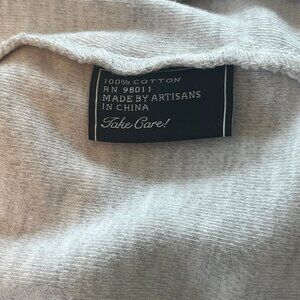 100% COTTON
RN 98011
MADE BY ARTISANS
IN CHINA
Take Care!